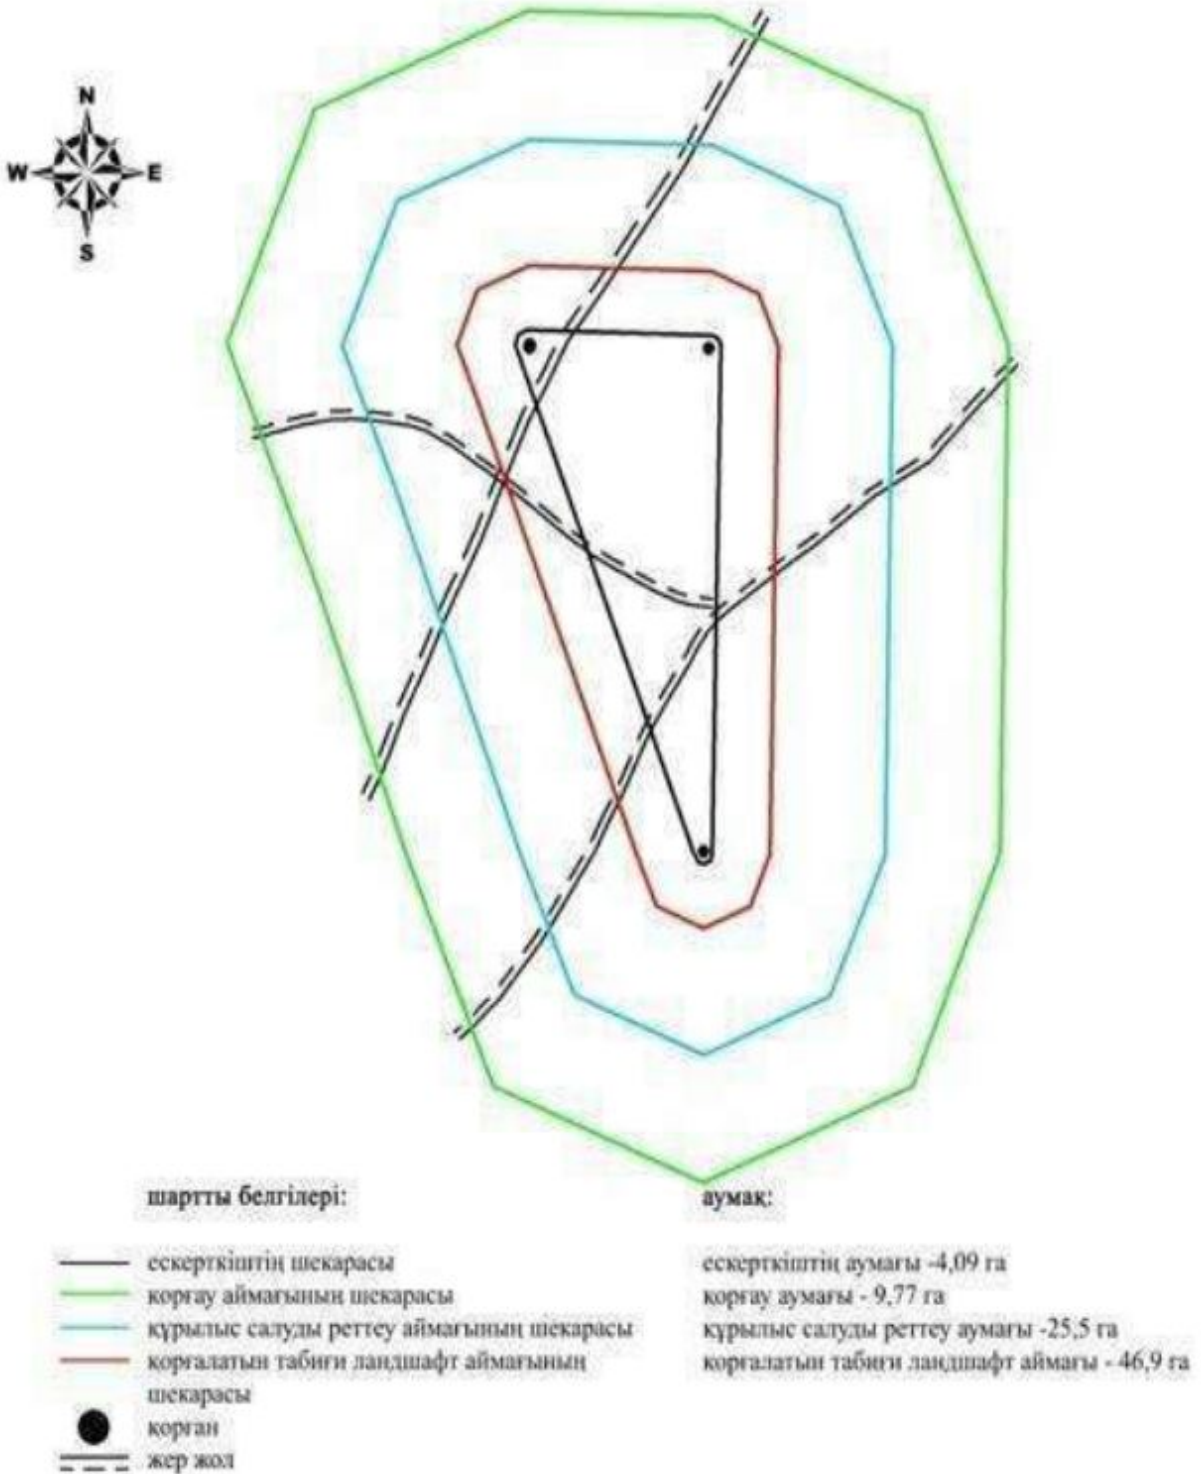 N
W E
S
шартты белгілері:
ескерткіштің шекарасы
қорғау аймағының шекарасы
құрылыс салуды реттеу аймағының шекарасы
қорғалатын табиғи ландшафт аймағының
шекарасы
қорған
жер жол
аумақ:
ескерткіштің аумағы -4,09 га
қорғау аумағы - 9,77 га
құрылыс салуды реттеу аумағы -25,5 га
қорғалатын табиғи ландшафт аймағы - 46,9 га